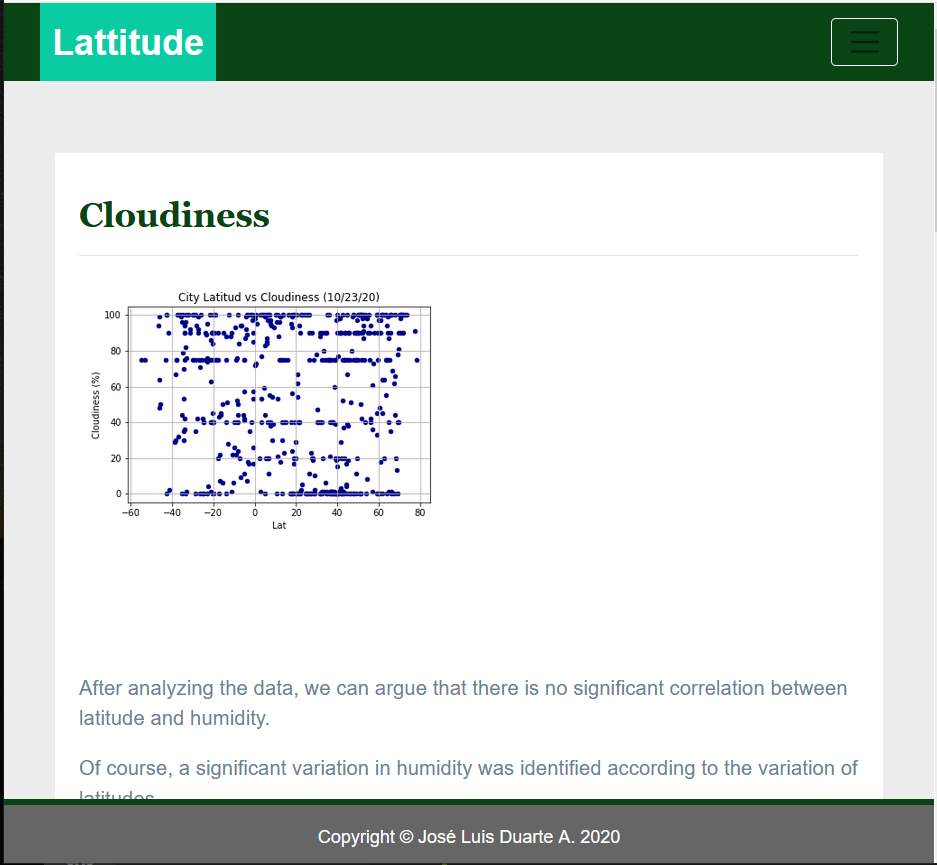 Lattitude
Cloudiness
City Latitud vs Cloudiness (10/23/20)
100
80
60
40
20
0
Cloudiness (%)
−60 −40 −20 0 20 40 60 80
Lat
After analyzing the data, we can argue that there is no significant correlation between
latitude and humidity.
Of course, a significant variation in humidity was identified according to the variation of
latitudes
Copyright © José Luis Duarte A. 2020